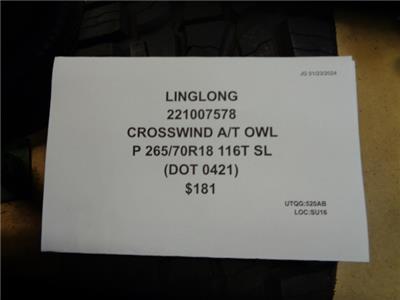 JG 01/23/2024
LINGLONG
221007578
CROSSWIND A/T OWL
P 265/70R18 116T SL
(DOT 0421)
$181
UTQG:520AB
LOC:SU16